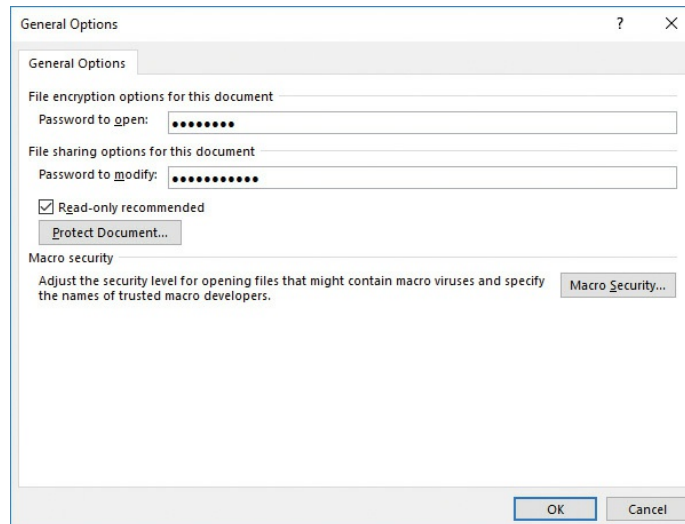 General Options
?
General Options
File encryption options for this document
Password to open: ●●●●●●●●
File sharing options for this document
Password to modify: ●●●●●●●●●●●
Read-only recommended
Protect Document...
Macro security
Adjust the security level for opening files that might contain macro viruses and specify
the names of trusted macro developers.
Macro Security...
OK
Cancel